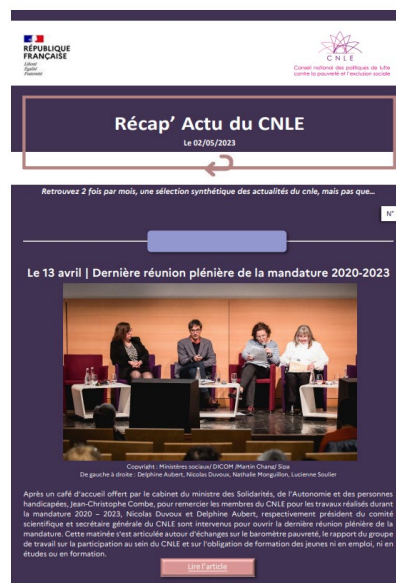 RÉPUBLIQUE
FRANÇAISE
Liberté
Égalité
Fraternité
CNLE
Conseil national des politiques de lutte
contre la pauvreté et l'exclusion sociale
Récap' Actu du CNLE
Le 02/05/2023
Retrouvez 2 fois par mois, une sélection synthétique des actualités du cnle, mais pas que...
N°
Le 13 avril | Dernière réunion plénière de la mandature 2020-2023
Copyright : Ministères sociaux/ DICOM /Martin Chang/ Sipa
De gauche à droite : Delphine Aubert, Nicolas Duvoux, Nathalie Monguillon, Lucienne Soulier
Après un café d'accueil offert par le cabinet du ministre des Solidarités, de l'Autonomie et des personnes
handicapées, Jean-Christophe Combe, pour remercier les membres du CNLE pour les travaux réalisés durant
la mandature 2020 – 2023, Nicolas Duvoux et Delphine Aubert, respectivement président du comité
scientifique et secrétaire générale du CNLE sont intervenus pour ouvrir la dernière réunion plénière de la
mandature. Cette matinée s'est articulée autour d'échanges sur le baromètre pauvreté, le rapport du groupe
de travail sur la participation au sein du CNLE et sur l'obligation de formation des jeunes ni en emploi, ni en
études ou en formation.
Lire l'article